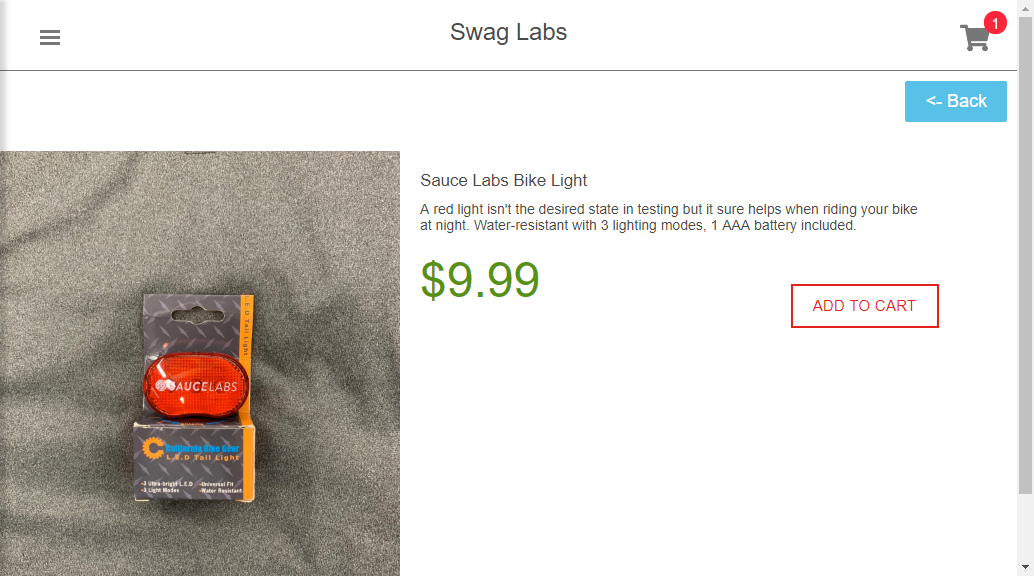 Swag Labs
1
<- Back
Sauce Labs Bike Light
A red light isn't the desired state in testing but it sure helps when riding your bike
at night. Water-resistant with 3 lighting modes, 1 AAA battery included.
$9.99
ADD TO CART
L.E.D Tail Light
SAUCELABS
California Bike Gear
L.E.D Tail Light
-3 Ultra-bright L.E.D -Universal Fit
-3 Light Modes -Water Resistant